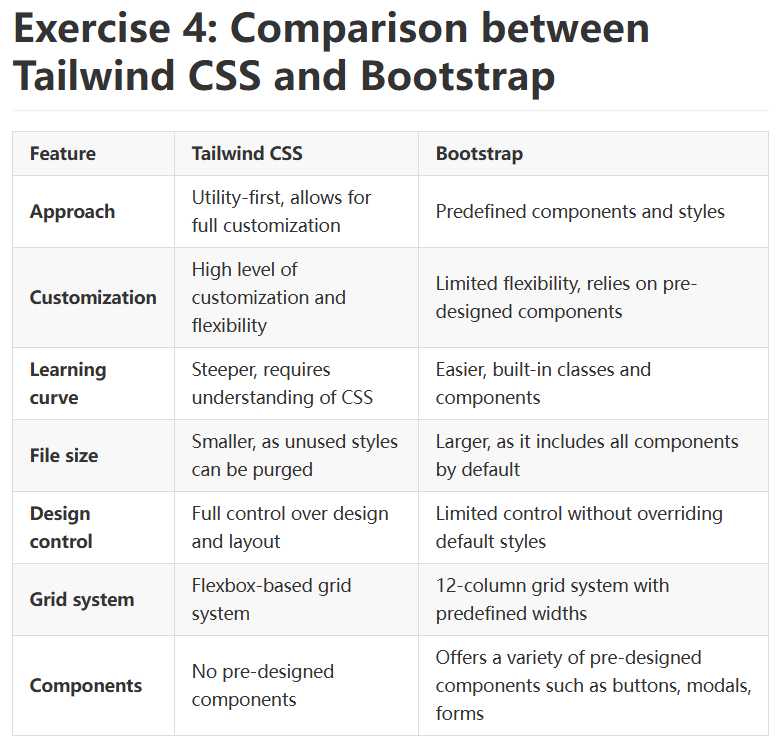 Exercise 4: Comparison between
Tailwind CSS and Bootstrap
Feature
Tailwind CSS
Bootstrap
Approach
Utility-first, allows for
full customization
Predefined components and styles
Customization
High level of
customization and
flexibility
Limited flexibility, relies on pre-
designed components
Learning
curve
Steeper, requires
understanding of CSS
Easier, built-in classes and
components
File size
Smaller, as unused styles
can be purged
Larger, as it includes all components
by default
Design
control
Full control over design
and layout
Limited control without overriding
default styles
Grid system
Flexbox-based grid
system
12-column grid system with
predefined widths
Components
No pre-designed
components
Offers a variety of pre-designed
components such as buttons, modals,
forms